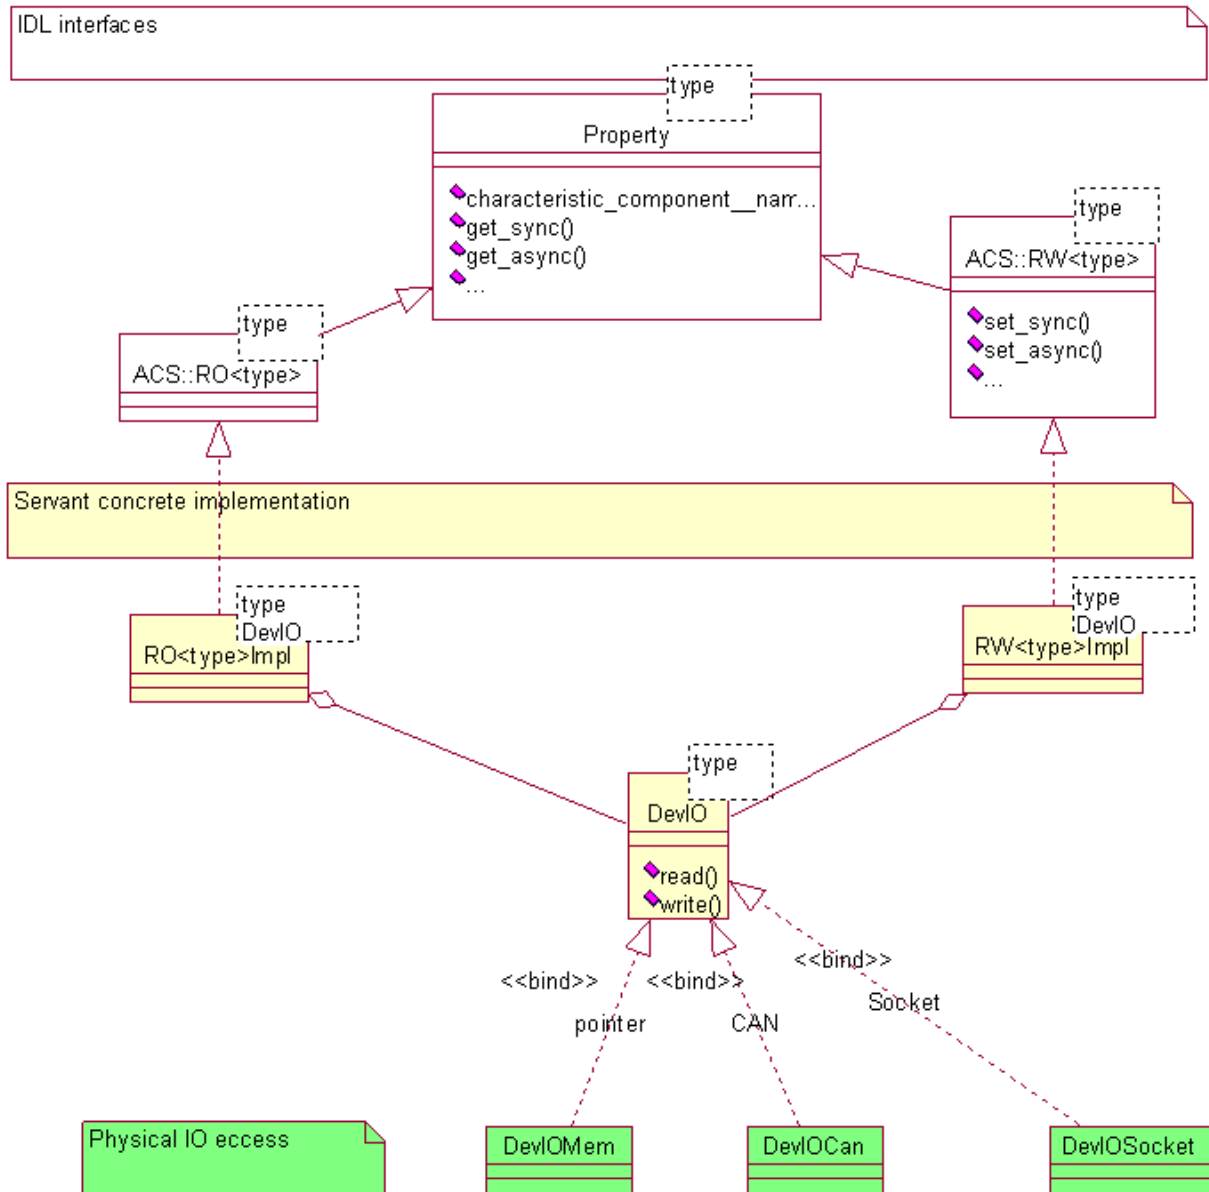 IDL interfaces
type
Property
characteristic_component__nam...
get_sync()
get_async()
...
type
ACS::RW<type>
set_sync()
set_async()
...
type
ACS::RO<type>
Servant concrete implementation
type
DevIO
RO<type>Impl
type
DevIO
RW<type>Impl
type
DevIO
read()
write()
<<bind>>
<<bind>>
<<bind>>
pointer
CAN
Socket
Physical IO eccess
DevIOMem
DevIOCan
DevIOSocket